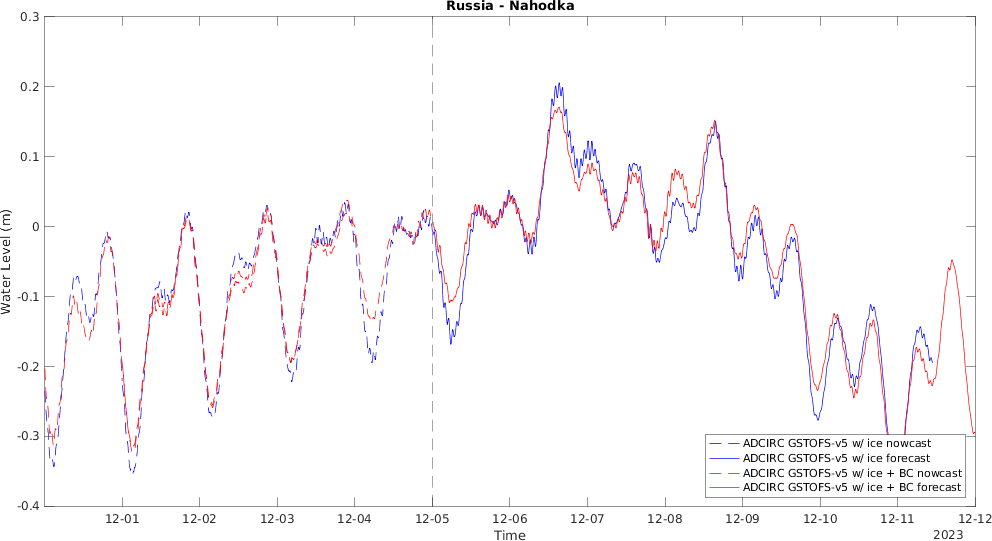 Russia - Nahodka
0.3
0.2
0.1
0
-0.1
-0.2
-0.3
-0.4
Water Level (m)
ADCIRC GSTOFS-v5 w/ ice nowcast
ADCIRC GSTOFS-v5 w/ ice forecast
ADCIRC GSTOFS-v5 w/ ice + BC nowcast
ADCIRC GSTOFS-v5 w/ ice + BC forecast
12-01 12-02 12-03 12-04 12-05 12-06 12-07 12-08 12-09 12-10 12-11 12-12
Time
2023